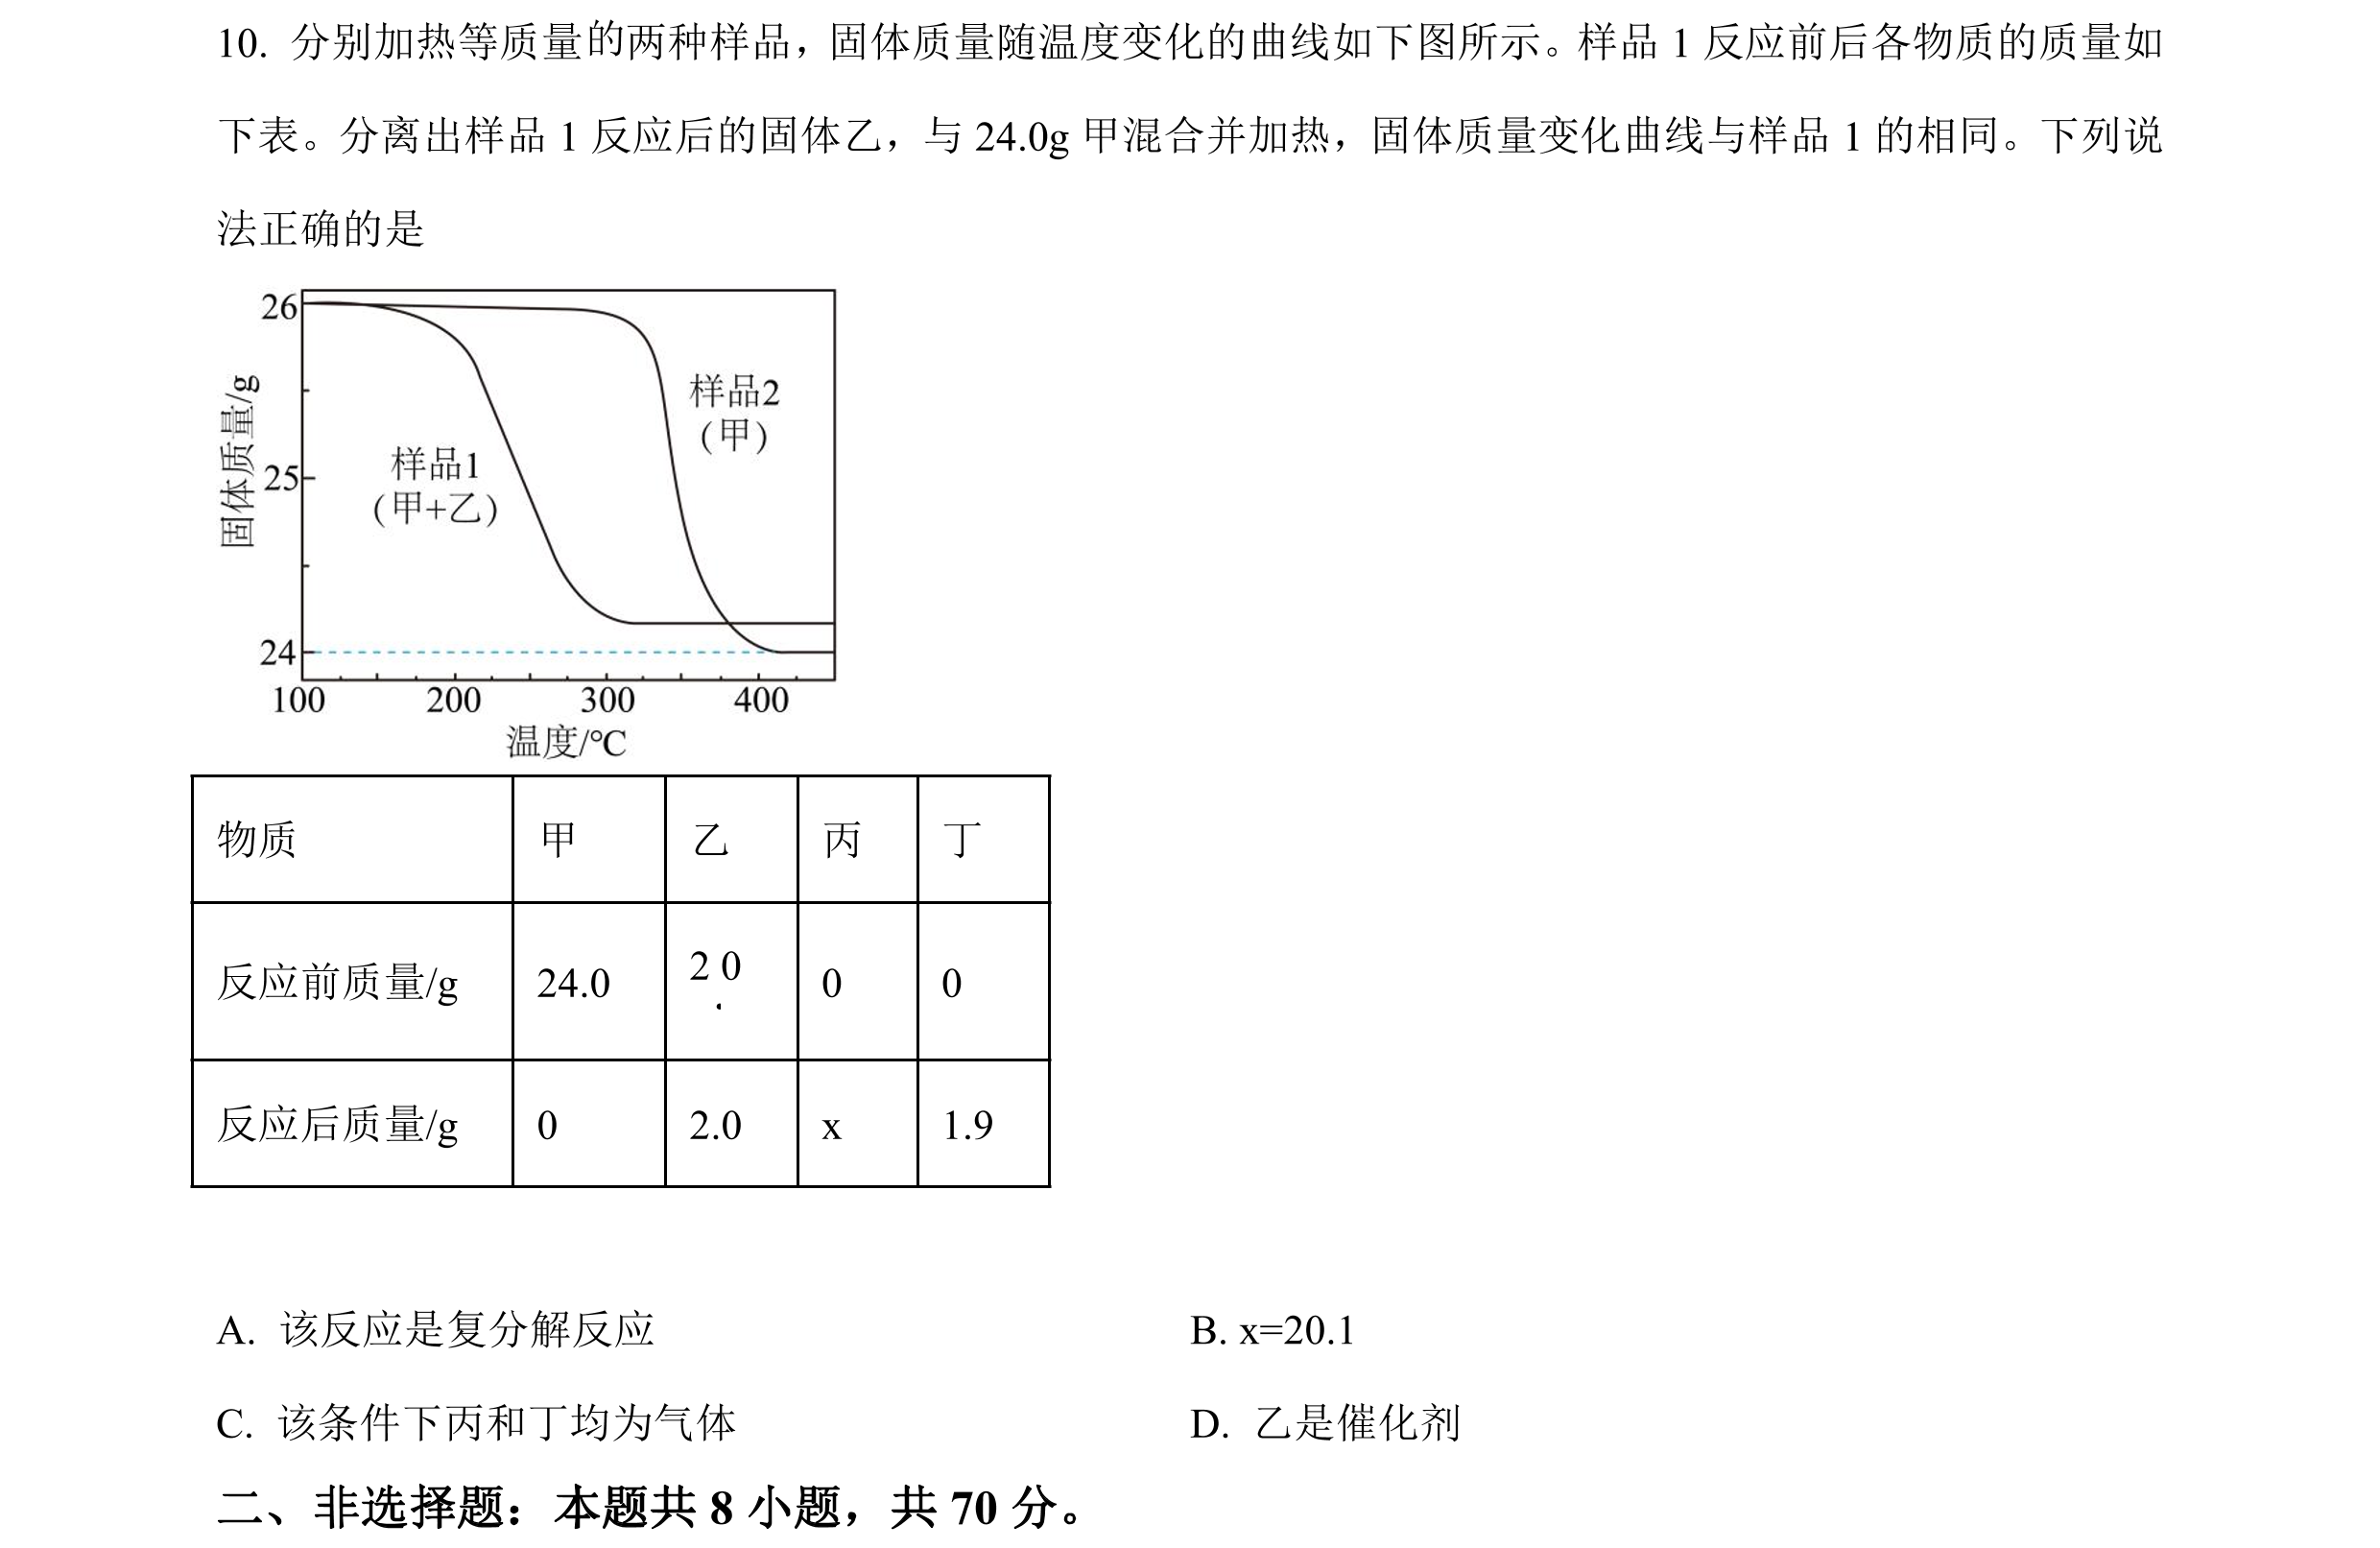 10. 分别加热等质量的两种样品，固体质量随温度变化的曲线如下图所示。样品 1 反应前后各物质的质量如
下表。分离出样品 1 反应后的固体乙，与 24.0g 甲混合并加热，固体质量变化曲线与样品 1 的相同。下列说
法正确的是
26
25
24
固体质量/g
样品2
（甲）
样品1
（甲+乙）
100 200 300 400
温度/℃
物质 甲 乙 丙 丁
反应前质量/g 24.0 2 0 . 0 0
反应后质量/g 0 2.0 x 1.9
A. 该反应是复分解反应 B. x=20.1
C. 该条件下丙和丁均为气体 D. 乙是催化剂
二、非选择题：本题共 8 小题，共 70 分。